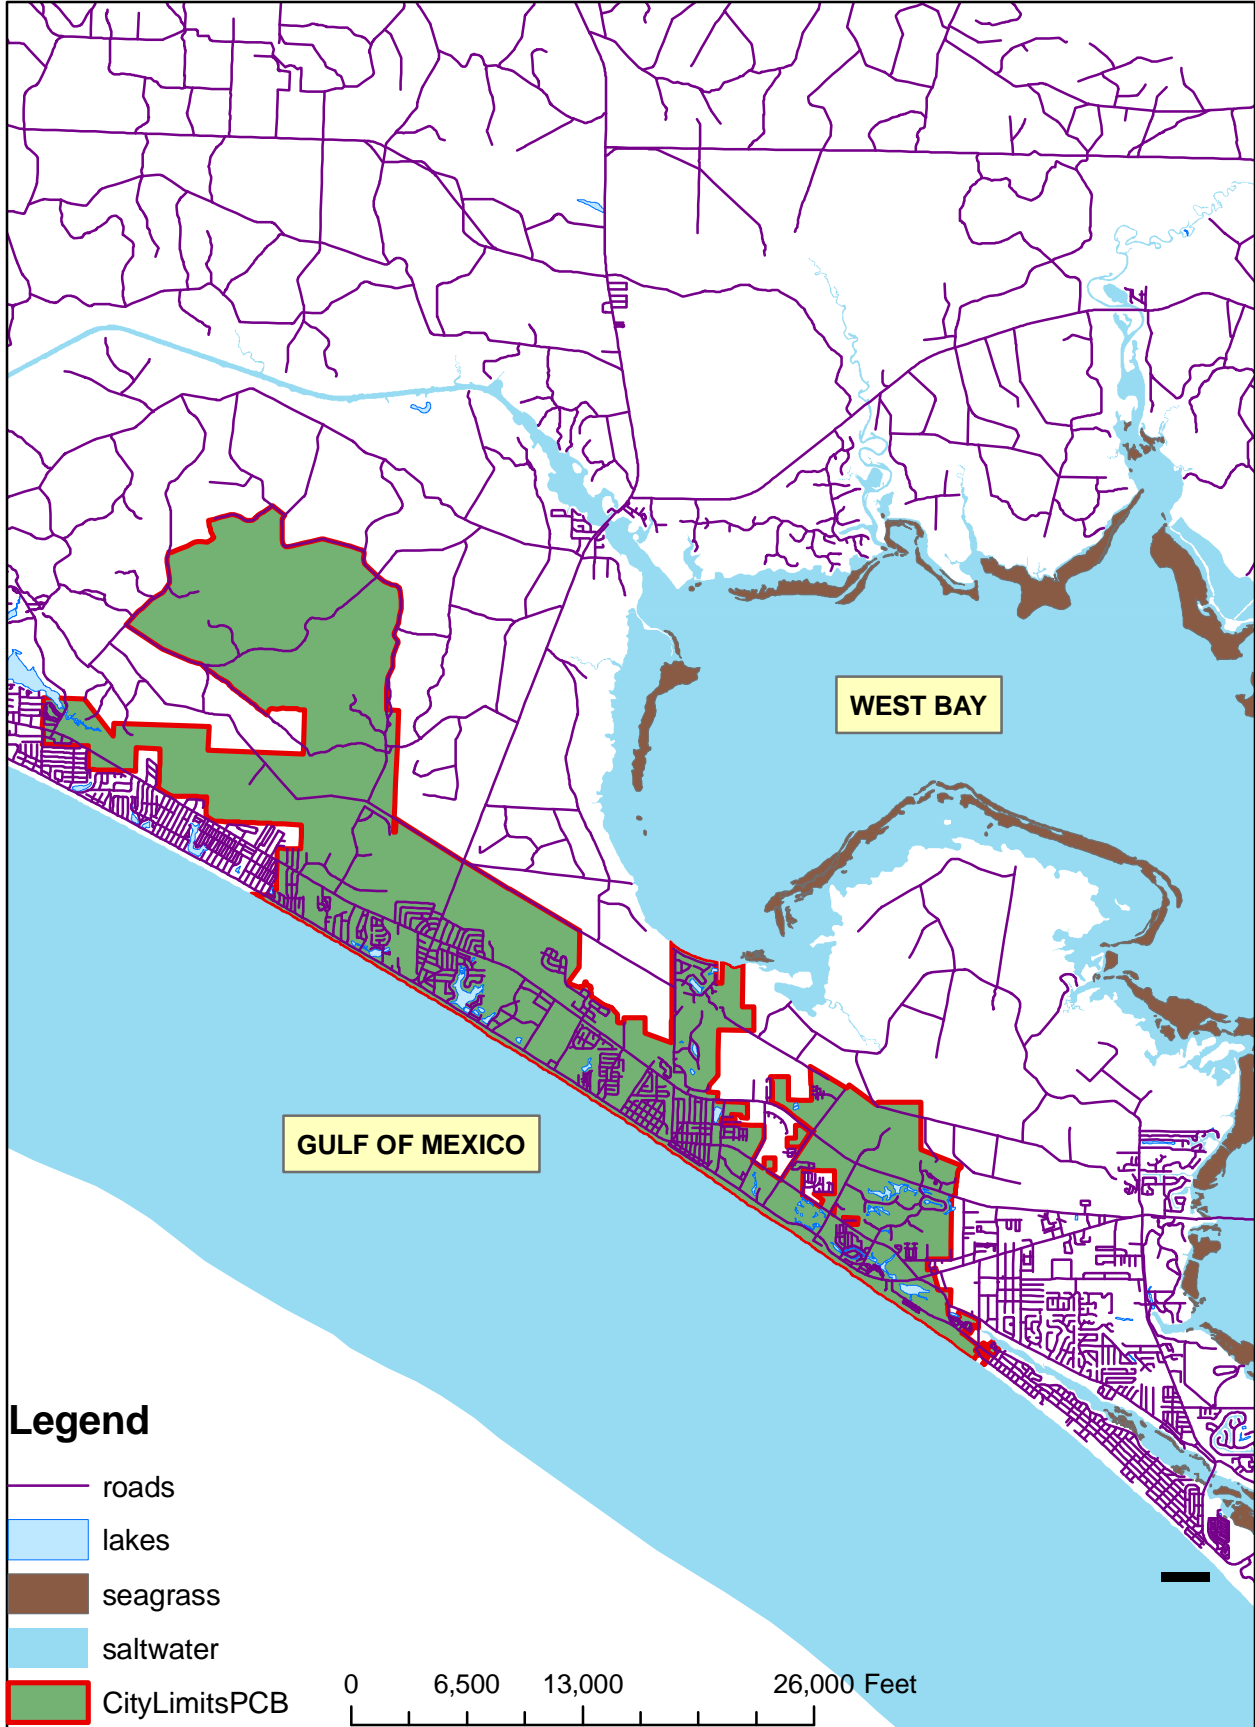 WEST BAY
GULF OF MEXICO
Legend
roads
lakes
seagrass
saltwater
CityLimitsPCB
0 6,500 13,000 26,000 Feet